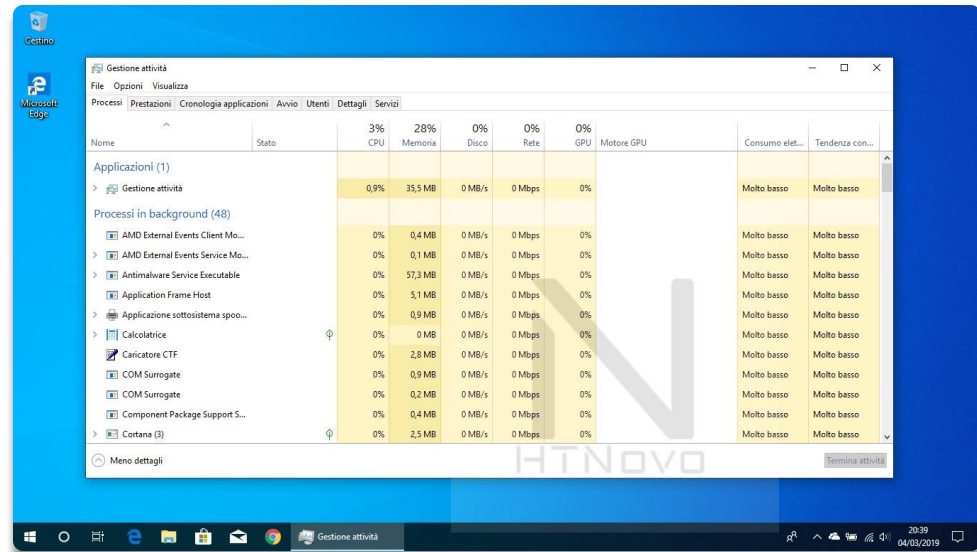 Cestino
Microsoft
Edge
Gestione attività
File Opzioni Visualizza
Processi Prestazioni Cronologia applicazioni Avvio Utenti Dettagli Servizi
3% 28% 0% 0% 0%
Nome Stato CPU Memoria Disco Rete GPU Motore GPU Consumo elet... Tendenza con...
Applicazioni (1)
Gestione attività 0,9% 35,5 MB 0 MB/s 0 Mbps 0% Molto basso Molto basso
Processi in background (48)
AMD External Events Client Mo... 0% 0,4 MB 0 MB/s 0 Mbps 0% Molto basso Molto basso
AMD External Events Service Mo... 0% 0,1 MB 0 MB/s 0 Mbps 0% Molto basso Molto basso
Antimalware Service Executable 0% 57,3 MB 0 MB/s 0 Mbps 0% Molto basso Molto basso
Application Frame Host 0% 5,1 MB 0 MB/s 0 Mbps 0% Molto basso Molto basso
Applicazione sottosistema spoo... 0% 0,9 MB 0 MB/s 0 Mbps 0% Molto basso Molto basso
Calcolatrice 0% 0 MB 0 MB/s 0 Mbps 0% Molto basso Molto basso
Caricatore CTF 0% 2,8 MB 0 MB/s 0 Mbps 0% Molto basso Molto basso
COM Surrogate 0% 0,9 MB 0 MB/s 0 Mbps 0% Molto basso Molto basso
COM Surrogate 0% 0,2 MB 0 MB/s 0 Mbps 0% Molto basso Molto basso
Component Package Support S... 0% 0,4 MB 0 MB/s 0 Mbps 0% Molto basso Molto basso
Cortana (3) 0% 2,5 MB 0 MB/s 0 Mbps 0% Molto basso Molto basso
Meno dettagli Termina attività
HTNovo
Gestione attività
20:39
04/03/2019